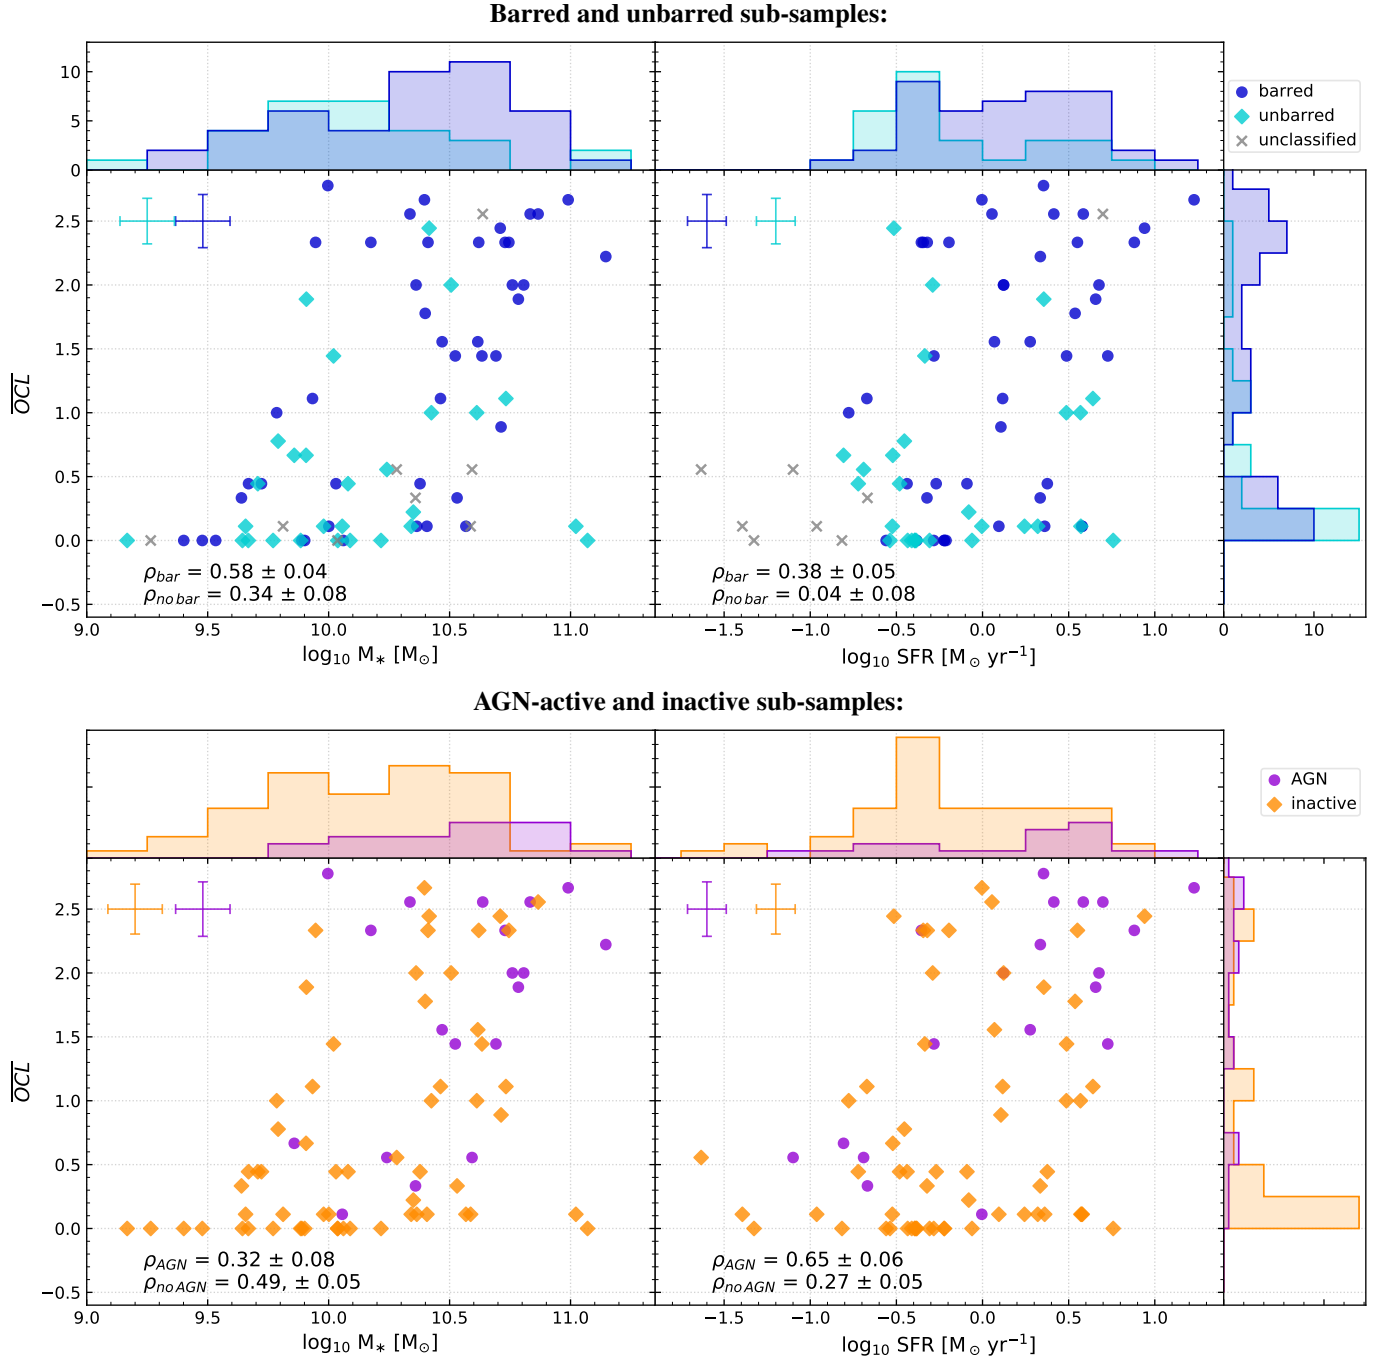 Barred and unbarred sub-samples:
10
5
0
barred
unbarred
unclassified
2.5
2.0
1.5
1.0
0.5
0.0
−0.5
OCL
ρbar = 0.58 ± 0.04
ρno bar = 0.34 ± 0.08
ρbar = 0.38 ± 0.05
ρno bar = 0.04 ± 0.08
9.0 9.5 10.0 10.5 11.0
−1.5 −1.0 −0.5 0.0 0.5 1.0
0 10
log10 M∗ [M⊙]
log10 SFR [M⊙ yr−1]
AGN-active and inactive sub-samples:
AGN
inactive
2.5
2.0
1.5
1.0
0.5
0.0
−0.5
OCL
ρAGN = 0.32 ± 0.08
ρno AGN = 0.49, ± 0.05
ρAGN = 0.65 ± 0.06
ρno AGN = 0.27 ± 0.05
9.0 9.5 10.0 10.5 11.0
−1.5 −1.0 −0.5 0.0 0.5 1.0
log10 M∗ [M⊙]
log10 SFR [M⊙ yr−1]